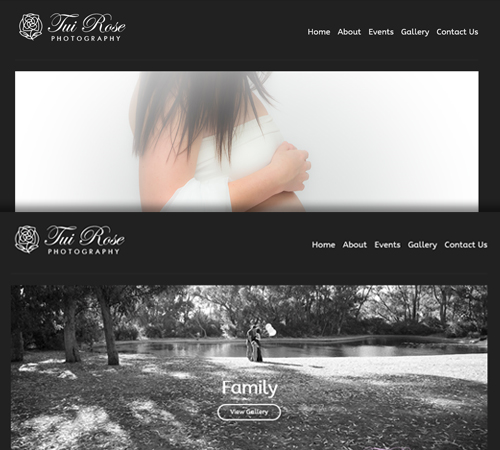 Tui Rose
PHOTOGRAPHY
Home About Events Gallery Contact Us
Tui Rose
PHOTOGRAPHY
Home About Events Gallery Contact Us
Family
View Gallery